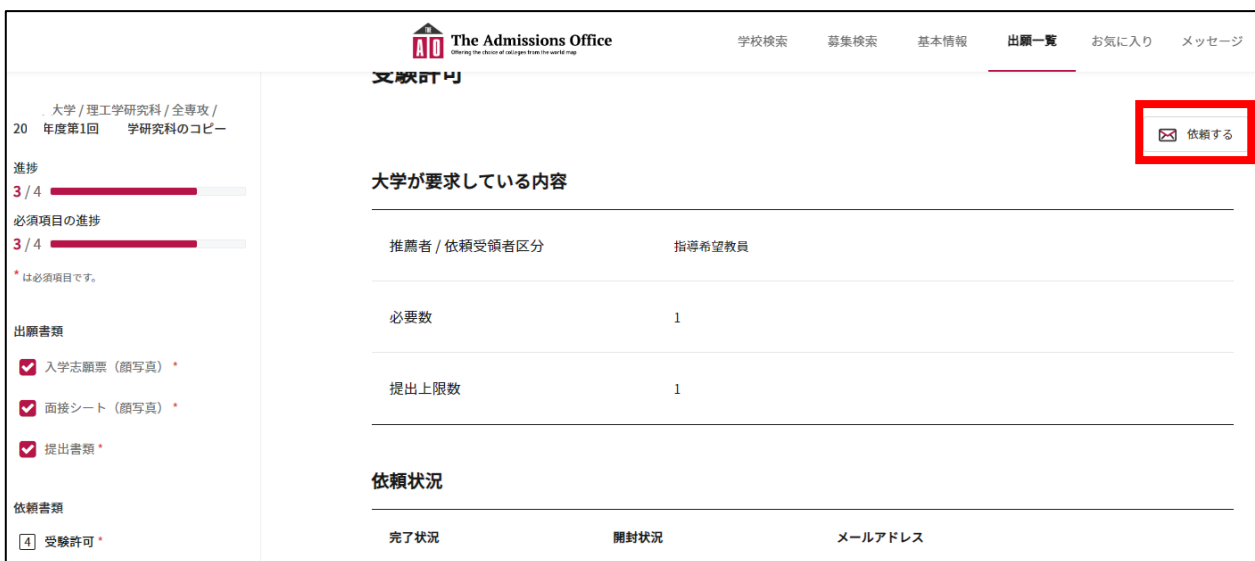 THE
AO
The Admissions Office
Offering the choice of colleges from the world map
学校検索 募集検索 基本情報 出願一覧 お気に入り メッセージ
受験許可
大学 / 理工学研究科 / 全専攻 /
20 年度第1回 学研究科のコピー
進捗
3 / 4
必須項目の進捗
3 / 4
* は必須項目です。
出願書類
入学志願票（顔写真） *
面接シート（顔写真） *
提出書類 *
依頼書類
4 受験許可 *
依頼する
大学が要求している内容
推薦者 / 依頼受領者区分 指導希望教員
必要数 1
提出上限数 1
依頼状況
完了状況 開封状況 メールアドレス